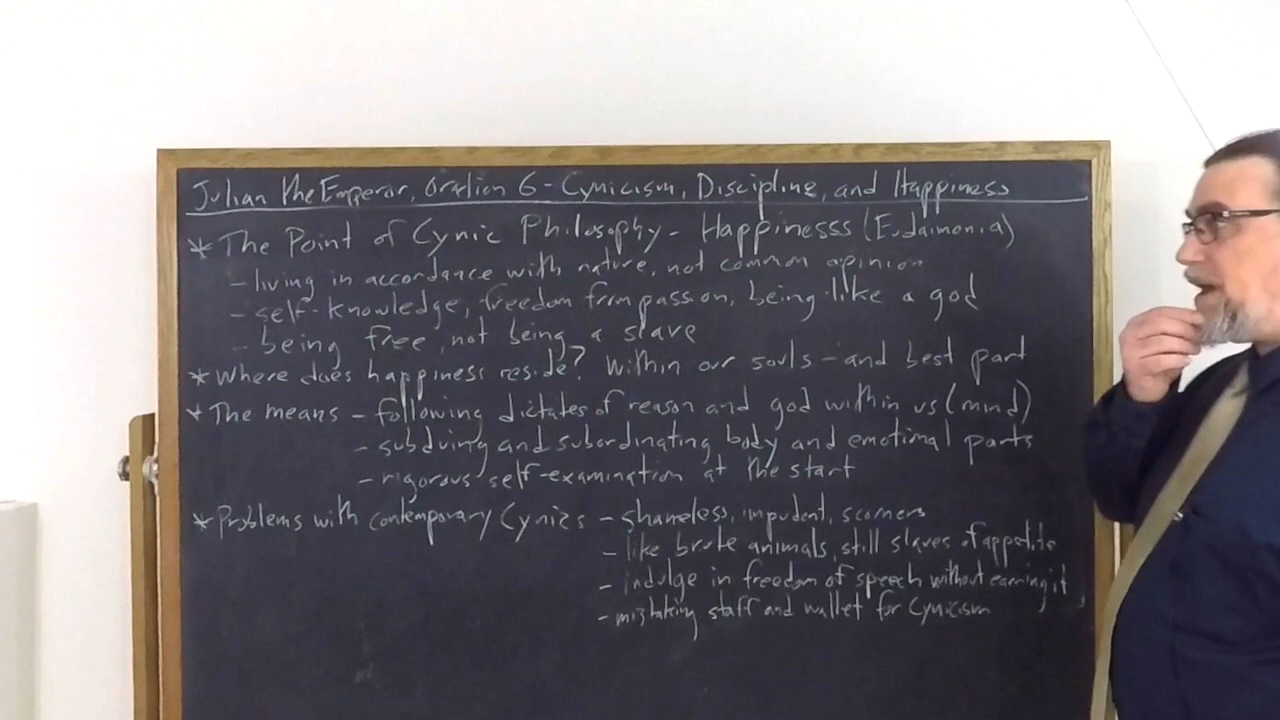 Julian the Emperor, Oration 6 - Cynicism, Discipline, and Happiness
* The Point of Cynic Philosophy - Happinesss (Eudaimonia)
- living in accordance with nature, not common opinion
- self-knowledge, freedom from passion, being like a god
- being free, not being a slave
* Where does happiness reside? Within our souls - and best part
* The means - following dictates of reason and god within us (mind)
- subduing and subordinating body and emotional parts
- rigorous self-examination at the start
* Problems with contemporary Cynics - shameless, impudent, scorners
- like brute animals, still slaves of appetite
- indulge in freedom of speech without earning it
- mistaking staff and wallet for Cynicism